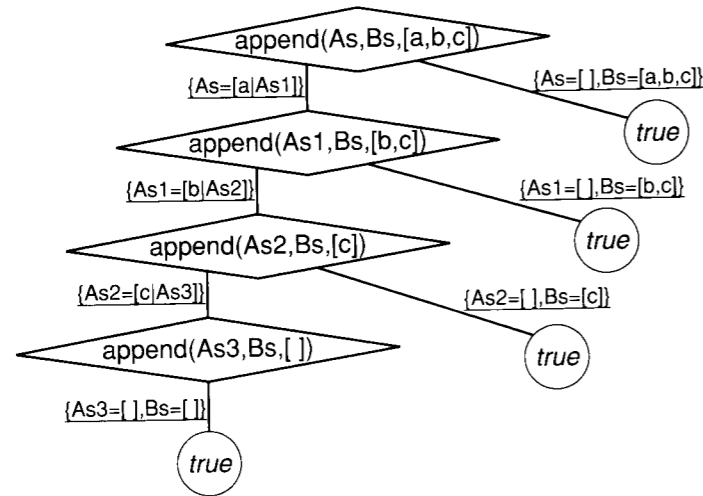 append(As,Bs,[a,b,c])
{As=[a|As1]}
{As=[ ],Bs=[a,b,c]}
true
append(As1,Bs,[b,c])
{As1=[b|As2]}
{As1=[ ],Bs=[b,c]}
true
append(As2,Bs,[c])
{As2=[c|As3]}
{As2=[ ],Bs=[c]}
true
append(As3,Bs,[ ])
{As3=[ ],Bs=[ ]}
true